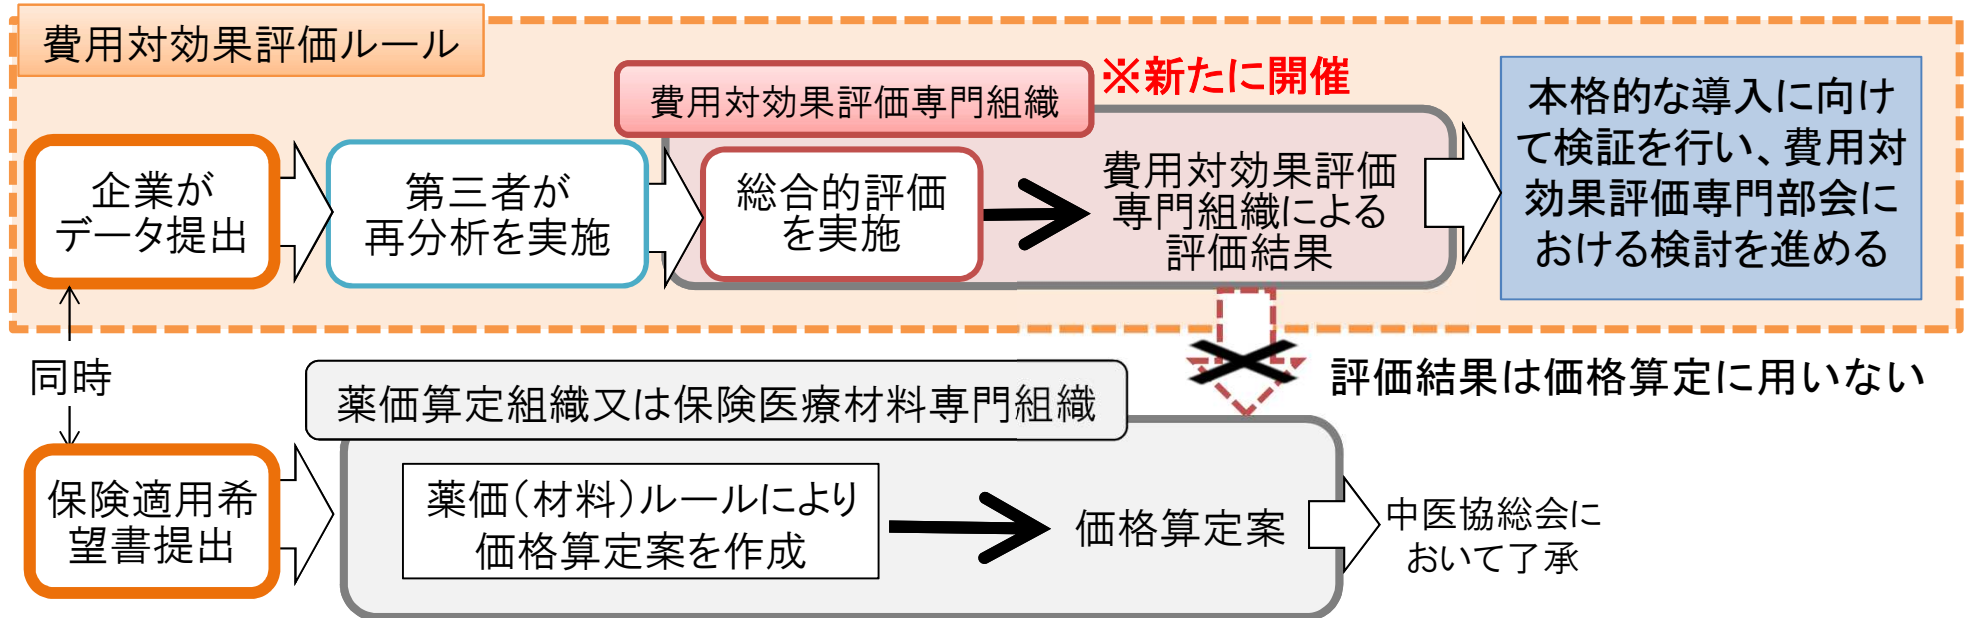 費用対効果評価ルール
費用対効果評価専門組織
※新たに開催
企業が
データ提出
第三者が
再分析を実施
総合的評価
を実施
費用対効果評価
専門組織による
評価結果
本格的な導入に向け
て検証を行い、費用対
効果評価専門部会に
おける検討を進める
同時
評価結果は価格算定に用いない
薬価算定組織又は保険医療材料専門組織
保険適用希
望書提出
薬価(材料)ルールにより
価格算定案を作成
価格算定案
中医協総会に
おいて了承